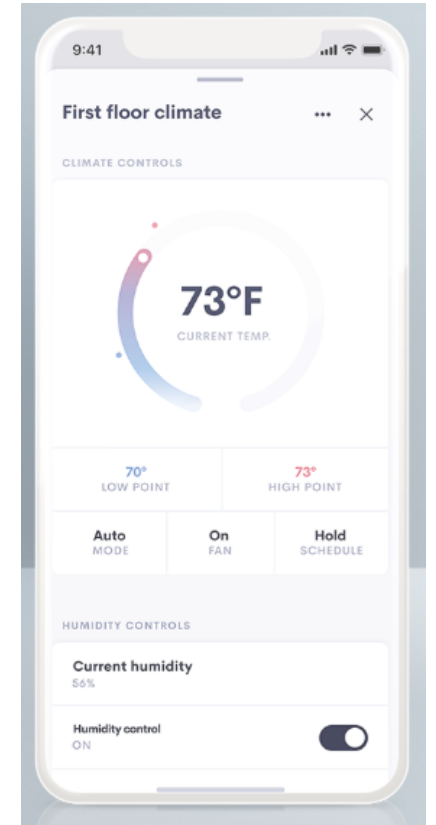 9:41
First floor climate
CLIMATE CONTROLS
73°F
CURRENT TEMP.
70°
LOW POINT
73°
HIGH POINT
Auto
MODE
On
FAN
Hold
SCHEDULE
HUMIDITY CONTROLS
Current humidity
56%
Humidity control
ON